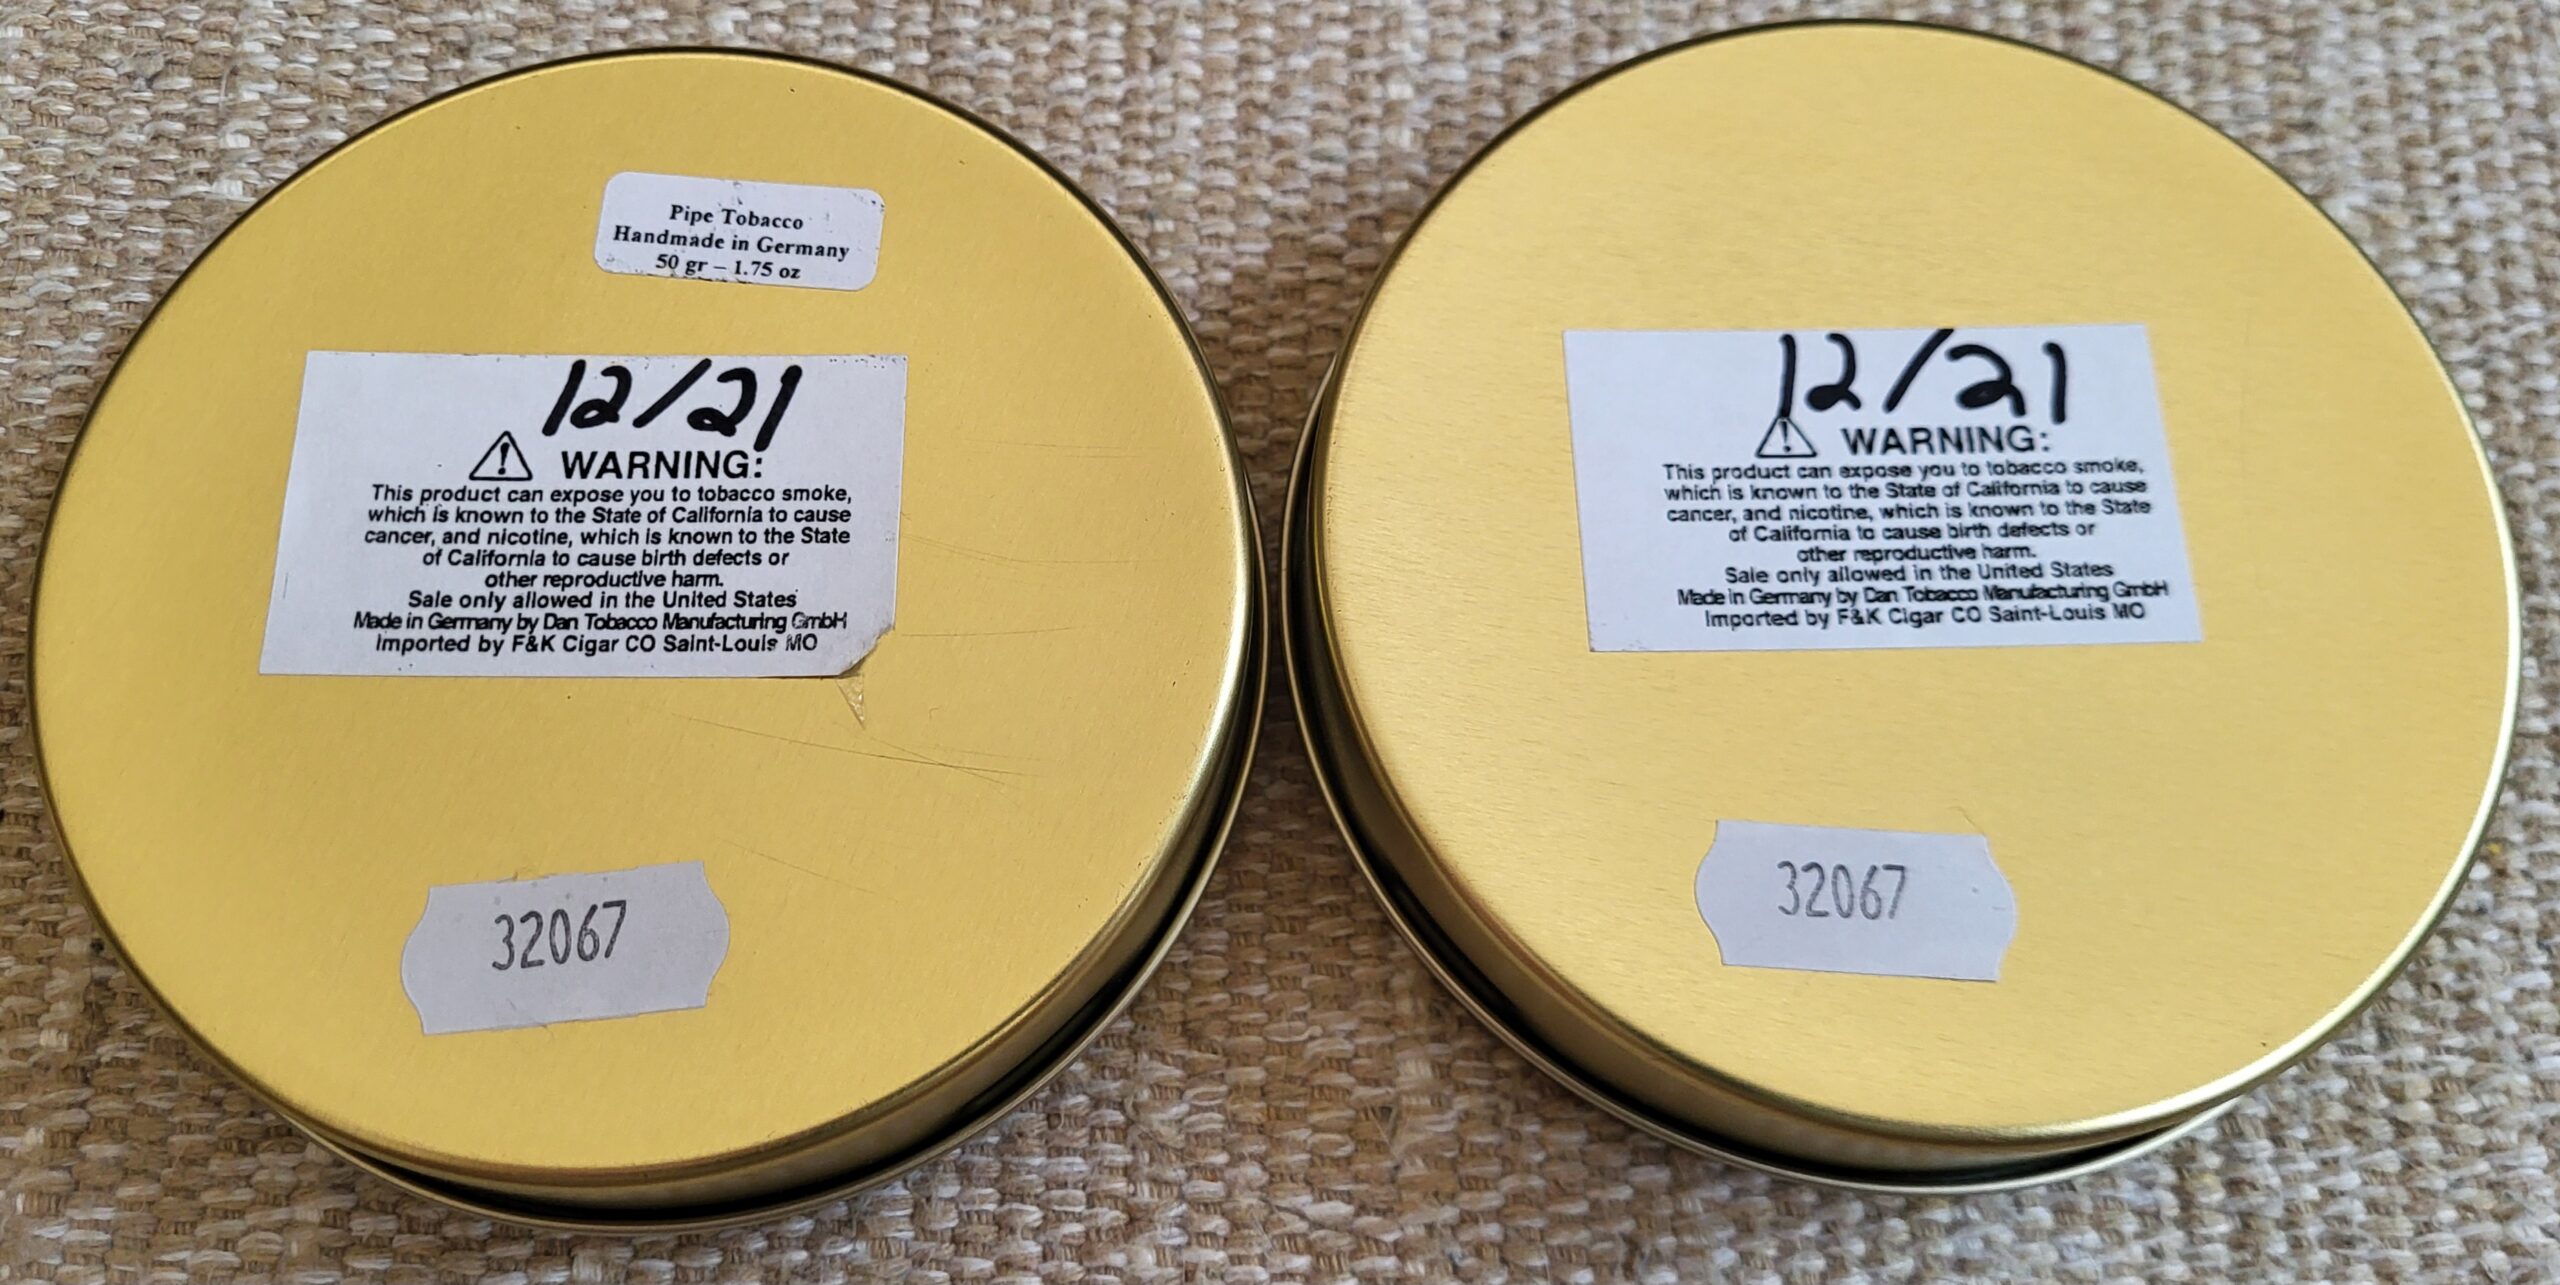 Pipe Tobacco
Handmade in Germany
50 gr – 1.75 oz
12/21
WARNING:
This product can expose you to tobacco smoke,
which is known to the State of California to cause
cancer, and nicotine, which is known to the State
of California to cause birth defects or
other reproductive harm.
Sale only allowed in the United States
Made in Germany by Dan Tobacco Manufacturing GmbH
Imported by F&K Cigar CO Saint-Louis MO
32067
12/21
WARNING:
This product can expose you to tobacco smoke,
which is known to the State of California to cause
cancer, and nicotine, which is known to the State
of California to cause birth defects or
other reproductive harm.
Sale only allowed in the United States
Made in Germany by Dan Tobacco Manufacturing GmbH
Imported by F&K Cigar CO Saint-Louis MO
32067